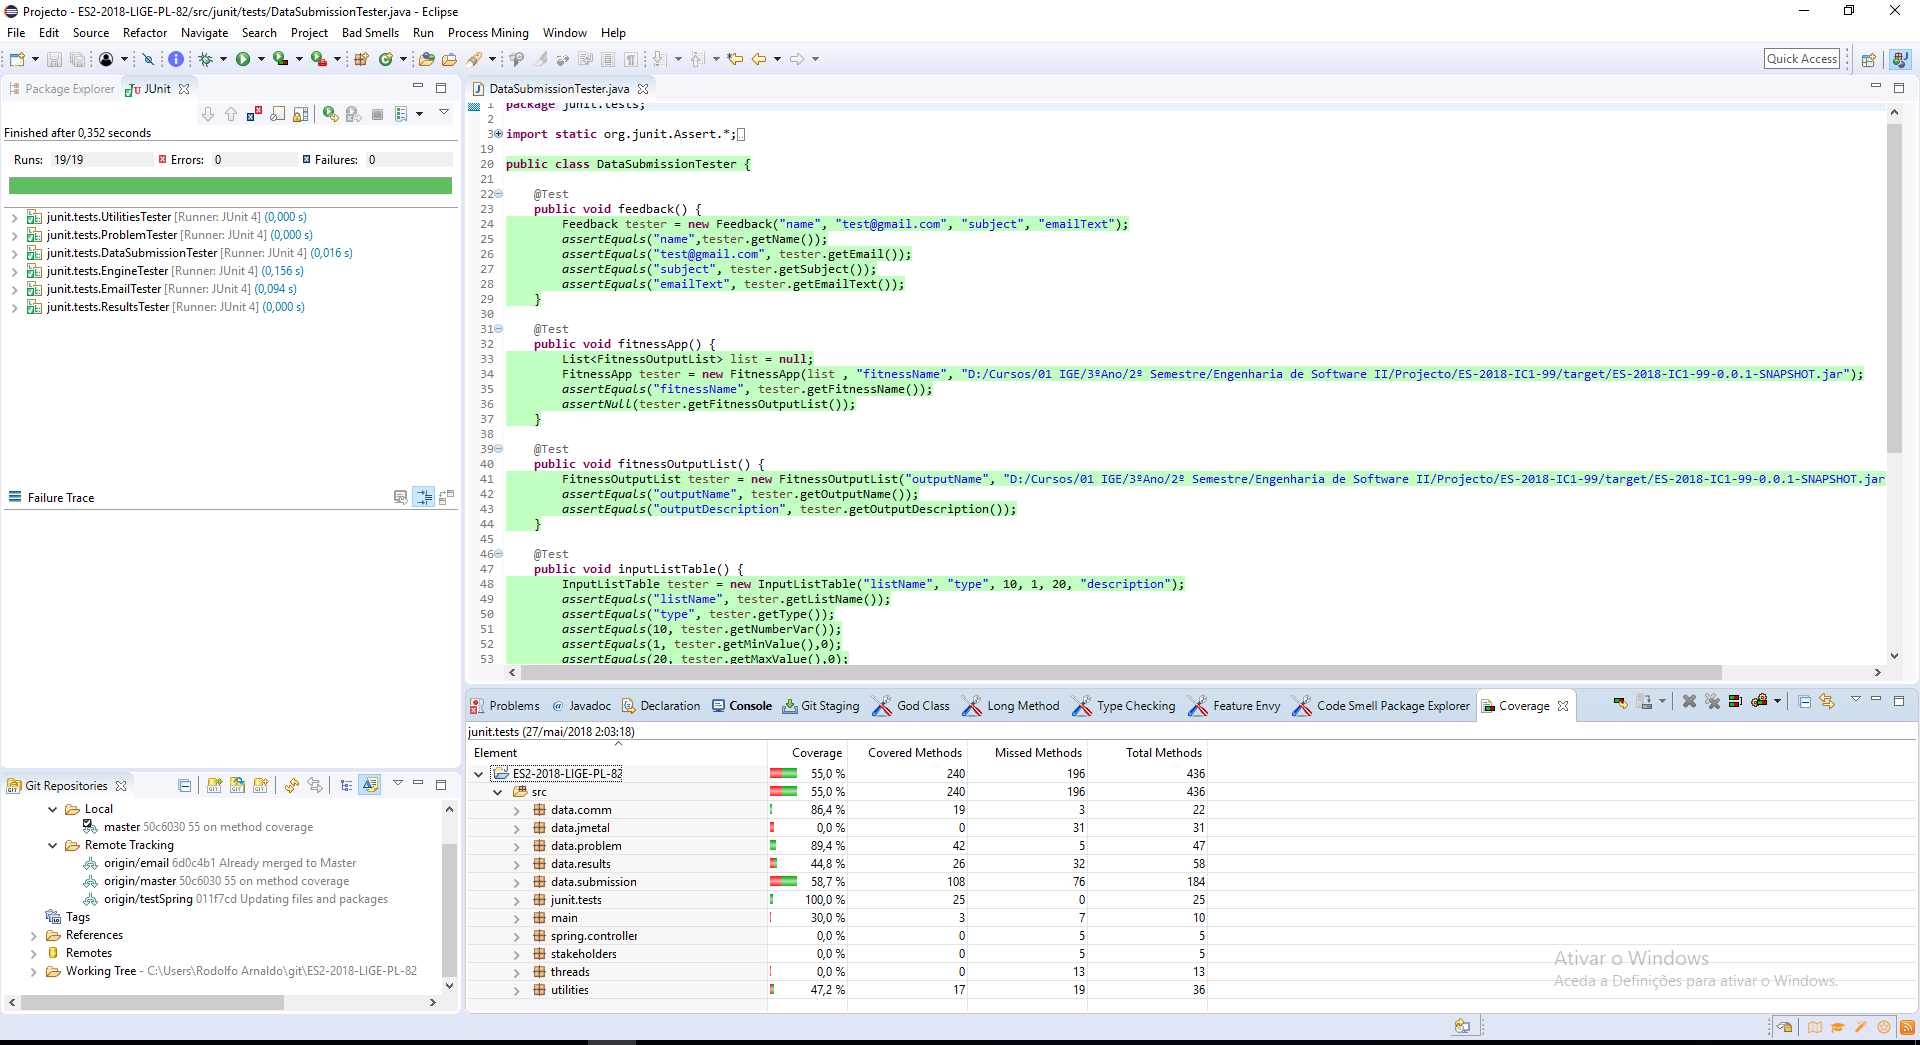 Projecto - ES2-2018-LIGE-PL-82/src/junit/tests/DataSubmissionTester.java - Eclipse
File Edit Source Refactor Navigate Search Project Bad Smells Run Process Mining Window Help
Quick Access
Package Explorer JUnit
Finished after 0,352 seconds
Runs: 19/19 Errors: 0 Failures: 0
junit.tests.UtilitiesTester [Runner: JUnit 4] (0,000 s)
junit.tests.ProblemTester [Runner: JUnit 4] (0,000 s)
junit.tests.DataSubmissionTester [Runner: JUnit 4] (0,016 s)
junit.tests.EngineTester [Runner: JUnit 4] (0,156 s)
junit.tests.EmailTester [Runner: JUnit 4] (0,094 s)
junit.tests.ResultsTester [Runner: JUnit 4] (0,000 s)
Failure Trace
DataSubmissionTester.java
1 package junit.tests;
2
3 import static org.junit.Assert.*;
19
20 public class DataSubmissionTester {
21
22 @Test
23 public void feedback() {
24 Feedback tester = new Feedback("name", "test@gmail.com", "subject", "emailText");
25 assertEquals("name",tester.getName());
26 assertEquals("test@gmail.com", tester.getEmail());
27 assertEquals("subject", tester.getSubject());
28 assertEquals("emailText", tester.getEmailText());
29 }
30
31 @Test
32 public void fitnessApp() {
33 List<FitnessOutputList> list = null;
34 FitnessApp tester = new FitnessApp(list , "fitnessName", "D:/Cursos/01 IGE/3ºAno/2º Semestre/Engenharia de Software II/Projecto/ES-2018-IC1-99/target/ES-2018-IC1-99-0.0.1-SNAPSHOT.jar");
35 assertEquals("fitnessName", tester.getFitnessName());
36 assertNull(tester.getFitnessOutputList());
37 }
38
39 @Test
40 public void fitnessOutputList() {
41 FitnessOutputList tester = new FitnessOutputList("outputName", "D:/Cursos/01 IGE/3ºAno/2º Semestre/Engenharia de Software II/Projecto/ES-2018-IC1-99/target/ES-2018-IC1-99-0.0.1-SNAPSHOT.jar
42 assertEquals("outputName", tester.getOutputName());
43 assertEquals("outputDescription", tester.getOutputDescription());
44 }
45
46 @Test
47 public void inputListTable() {
48 InputListTable tester = new InputListTable("listName", "type", 10, 1, 20, "description");
49 assertEquals("listName", tester.getListName());
50 assertEquals("type", tester.getType());
51 assertEquals(10, tester.getNumberVar());
52 assertEquals(1, tester.getMinValue(),0);
53 assertEquals(20, tester.getMaxValue(),0);
Git Repositories
Local
master 50c6030 55 on method coverage
Remote Tracking
origin/email 6d0c4b1 Already merged to Master
origin/master 50c6030 55 on method coverage
origin/testSpring 011f7cd Updating files and packages
Tags
References
Remotes
Working Tree - C:\Users\Rodolfo Arnaldo\git\ES2-2018-LIGE-PL-82
Problems Javadoc Declaration Console Git Staging God Class Long Method Type Checking Feature Envy Code Smell Package Explorer Coverage
junit.tests (27/mai/2018 2:03:18)
Element Coverage Covered Methods Missed Methods Total Methods
ES2-2018-LIGE-PL-82 55,0 % 240 196 436
src 55,0 % 240 196 436
data.comm 86,4 % 19 3 22
data.jmetal 0,0 % 0 31 31
data.problem 89,4 % 42 5 47
data.results 44,8 % 26 32 58
data.submission 58,7 % 108 76 184
junit.tests 100,0 % 25 0 25
main 30,0 % 3 7 10
spring.controller 0,0 % 0 5 5
stakeholders 0,0 % 0 5 5
threads 0,0 % 0 13 13
utilities 47,2 % 17 19 36
Ativar o Windows
Aceda a Definições para ativar o Windows.